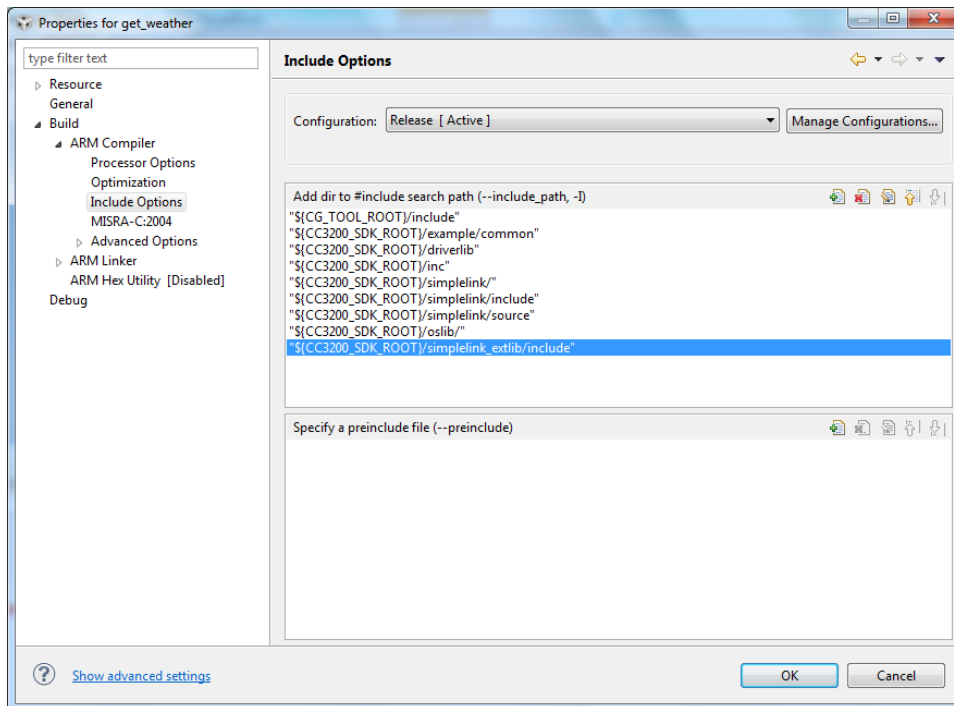 Properties for get_weather
type filter text
Resource
General
Build
ARM Compiler
Processor Options
Optimization
Include Options
MISRA-C:2004
Advanced Options
ARM Linker
ARM Hex Utility [Disabled]
Debug
Include Options
Configuration: Release [ Active ] Manage Configurations...
Add dir to #include search path (--include_path, -I)
"${CG_TOOL_ROOT}/include"
"${CC3200_SDK_ROOT}/example/common"
"${CC3200_SDK_ROOT}/driverlib"
"${CC3200_SDK_ROOT}/inc"
"${CC3200_SDK_ROOT}/simplelink/"
"${CC3200_SDK_ROOT}/simplelink/include"
"${CC3200_SDK_ROOT}/simplelink/source"
"${CC3200_SDK_ROOT}/oslib/"
"${CC3200_SDK_ROOT}/simplelink_extlib/include"
Specify a preinclude file (--preinclude)
? Show advanced settings
OK Cancel